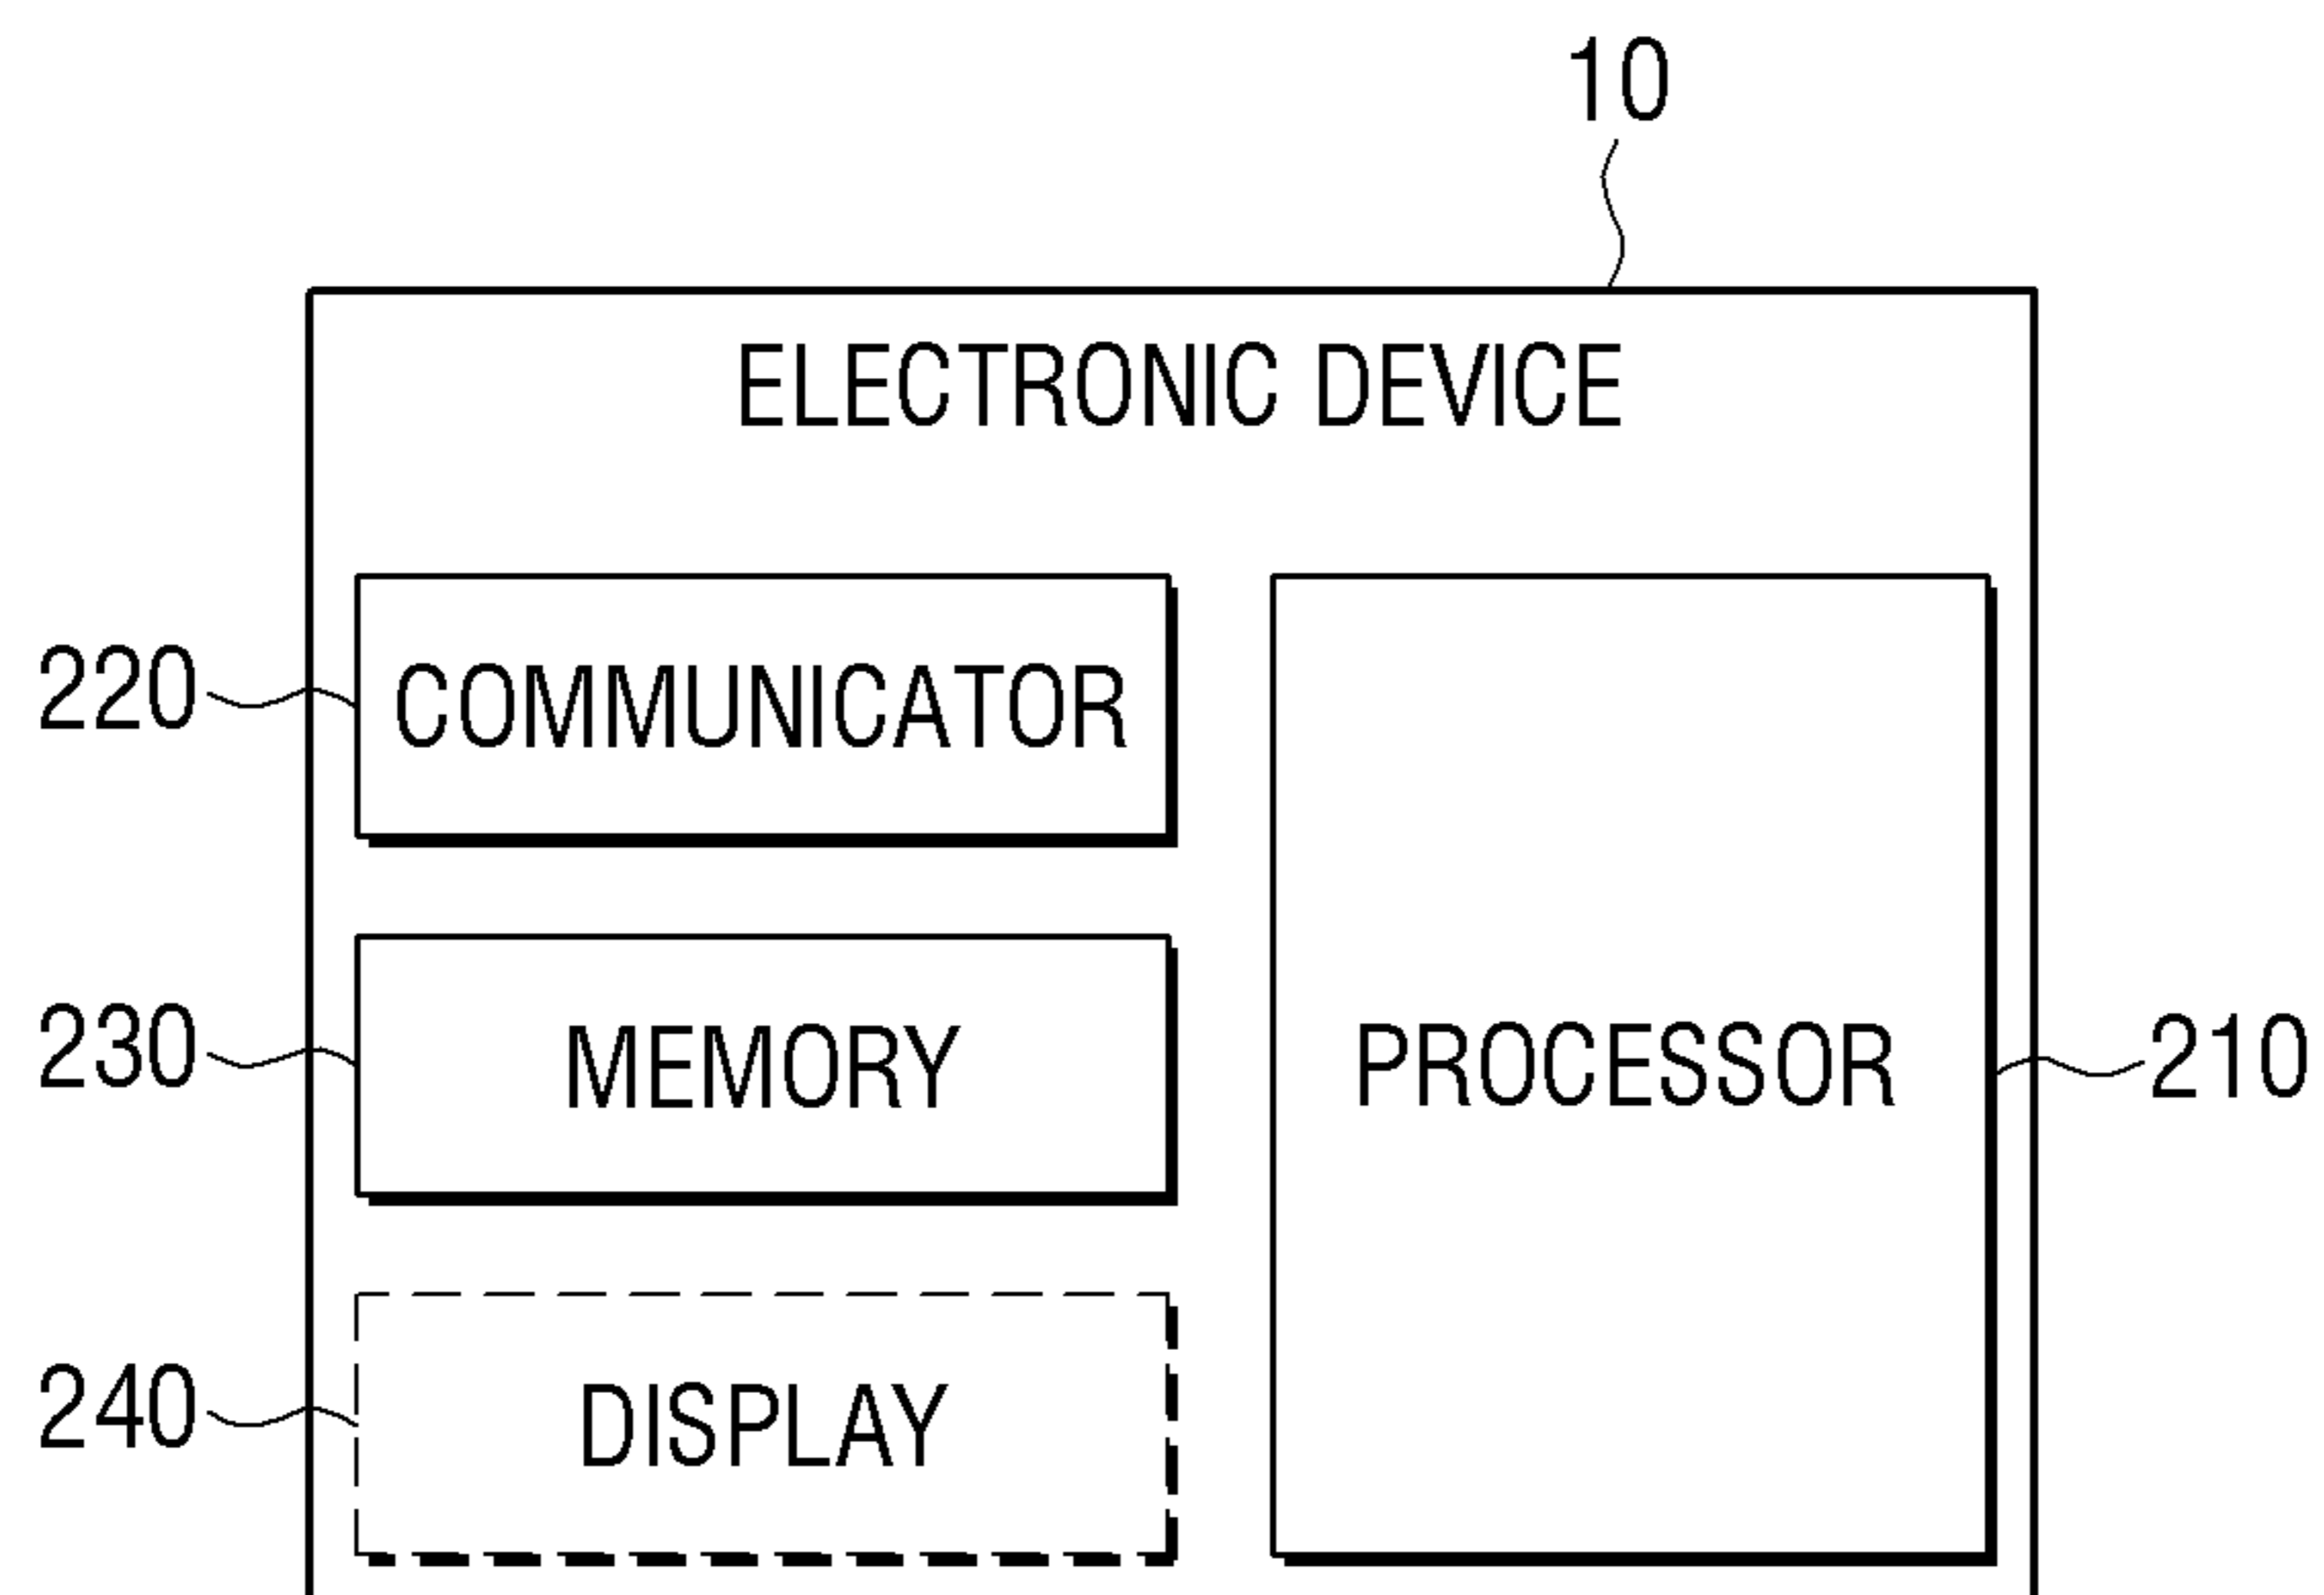 10
ELECTRONIC DEVICE
220
COMMUNICATOR
230
MEMORY
PROCESSOR
210
240
DISPLAY